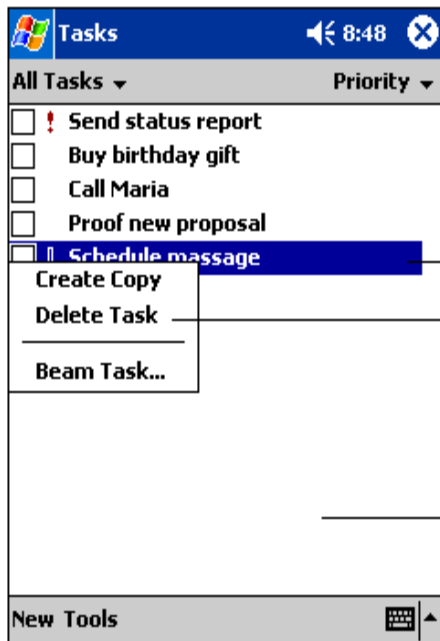 Tasks 8:48
All Tasks Priority
! Send status report
Buy birthday gift
Call Maria
Proof new proposal
Schedule massage
Create Copy
Delete Task
Beam Task...
New Tools